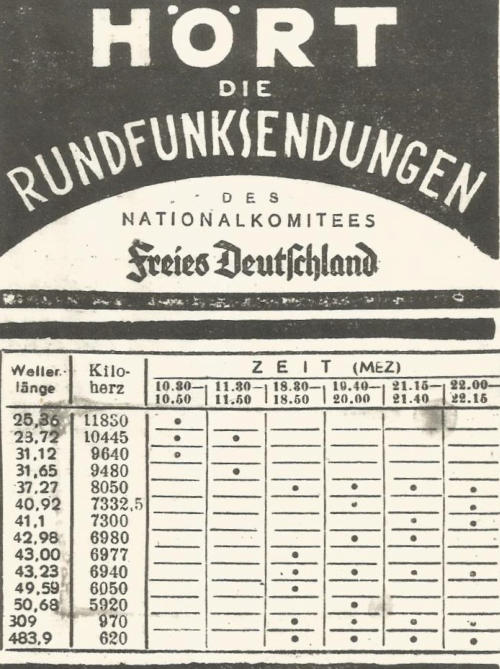 HÖRT
DIE
RUNDFUNKSENDUNGEN
DES
NATIONALKOMITEES
Freies Deutſchland
Wellen- Kilo- ZEIT (MEZ)
länge herz 10.30— 11.30— 18.30— 19.40— 21.15— 22.00—
10.50 11.50 18.50 20.00 21.40 22.15
25,36 11830
23,72 10445
31,12 9640
31,65 9480
37,27 8050
40,92 7332,5
41,1 7300
42,98 6980
43,00 6977
43,23 6940
49,59 6050
50,68 5920
309 970
483,9 620